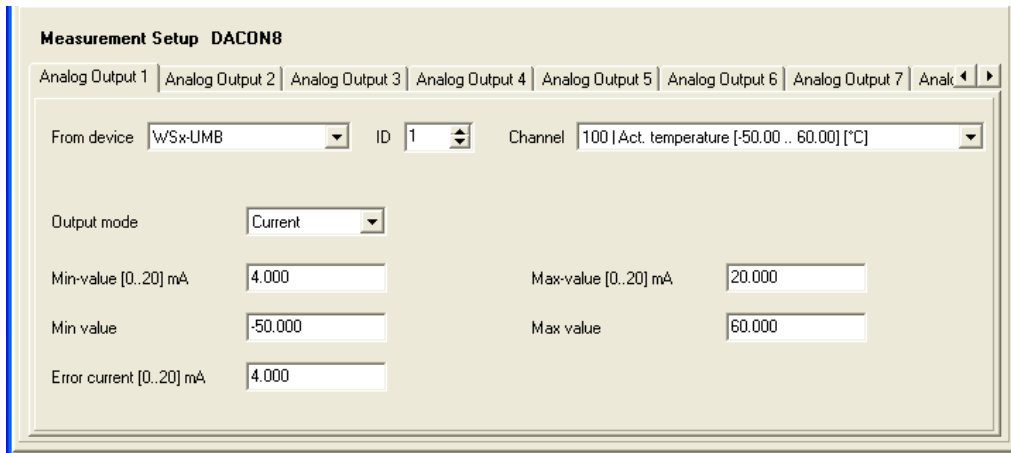 Measurement Setup DACON8
Analog Output 1 Analog Output 2 Analog Output 3 Analog Output 4 Analog Output 5 Analog Output 6 Analog Output 7 Analo
From device WSx-UMB ID 1 Channel 100 | Act. temperature [-50.00 .. 60.00] [°C]
Output mode Current
Min-value [0..20] mA 4.000 Max-value [0..20] mA 20.000
Min value -50.000 Max value 60.000
Error current [0..20] mA 4.000